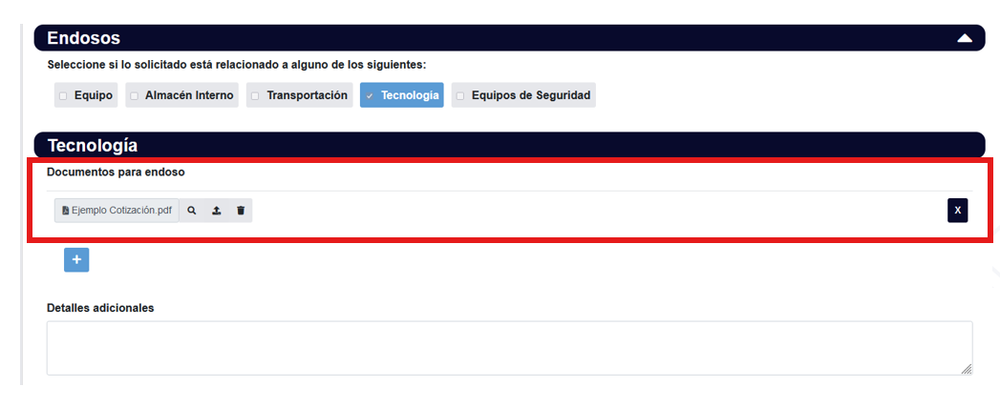 Endosos
Seleccione si lo solicitado está relacionado a alguno de los siguientes:
Equipo Almacén Interno Transportación Tecnología Equipos de Seguridad
Tecnología
Documentos para endoso
Ejemplo Cotización.pdf X
+
Detalles adicionales